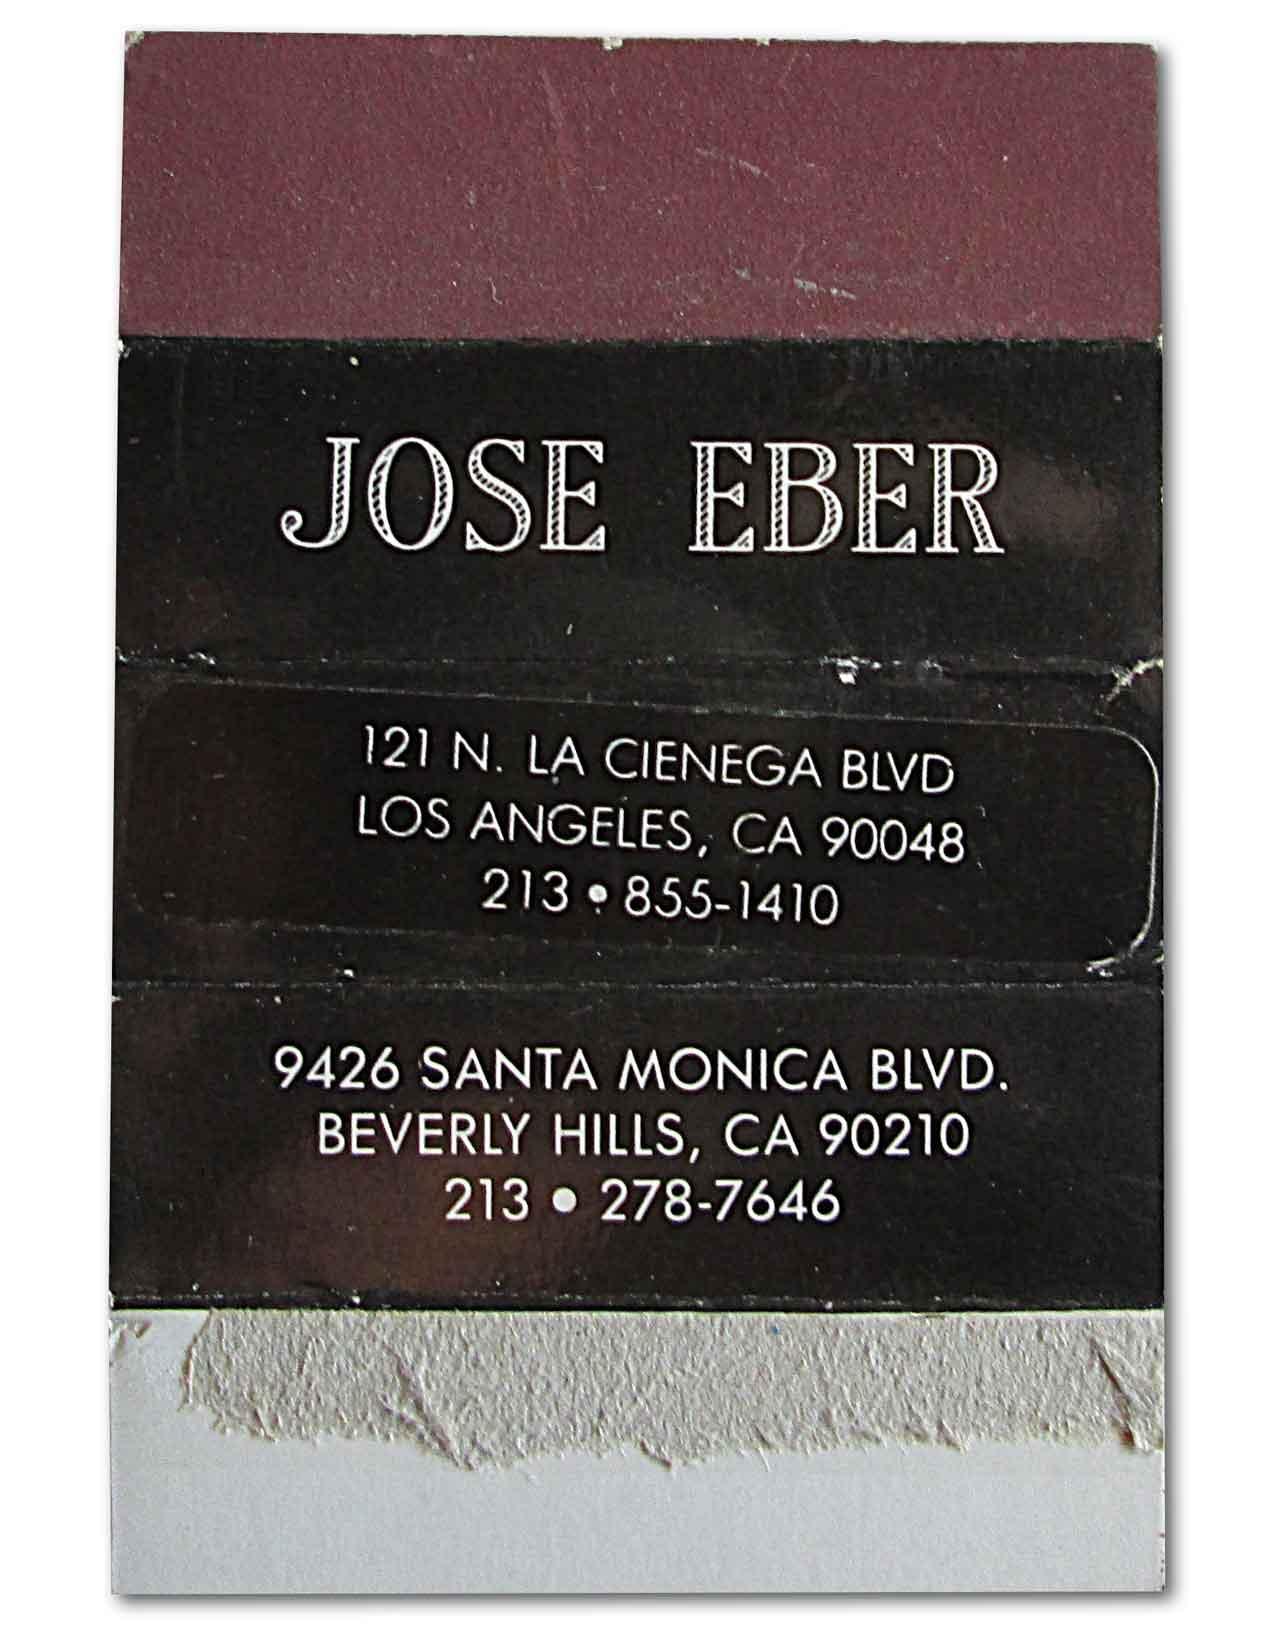 JOSE EBER
121 N. LA CIENEGA BLVD
LOS ANGELES, CA 90048
213 • 855-1410
9426 SANTA MONICA BLVD.
BEVERLY HILLS, CA 90210
213 • 278-7646